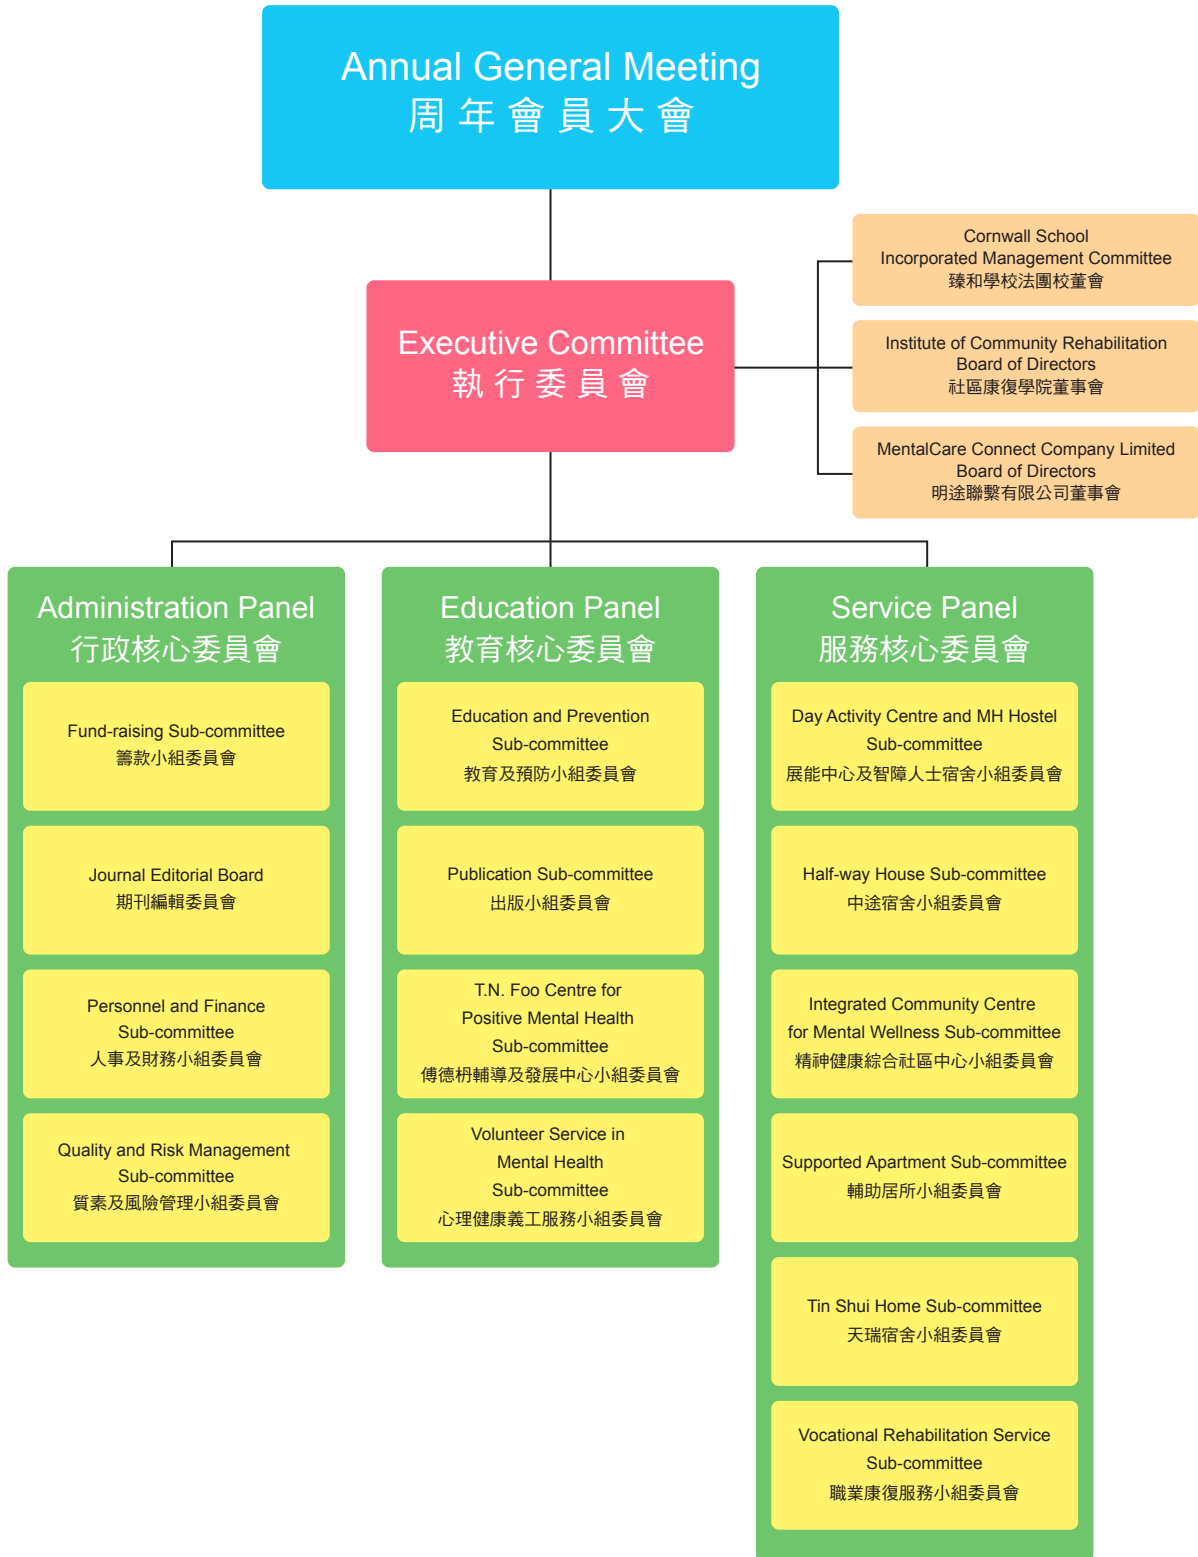 Annual General Meeting
周年會員大會
Executive Committee
執行委員會
Cornwall School
Incorporated Management Committee
臻和學校法團校董會
Institute of Community Rehabilitation
Board of Directors
社區康復學院董事會
MentalCare Connect Company Limited
Board of Directors
明途聯繫有限公司董事會
Administration Panel
行政核心委員會
Fund-raising Sub-committee
籌款小組委員會
Journal Editorial Board
期刊編輯委員會
Personnel and Finance
Sub-committee
人事及財務小組委員會
Quality and Risk Management
Sub-committee
質素及風險管理小組委員會
Education Panel
教育核心委員會
Education and Prevention
Sub-committee
教育及預防小組委員會
Publication Sub-committee
出版小組委員會
T.N. Foo Centre for
Positive Mental Health
Sub-committee
傅德枬輔導及發展中心小組委員會
Volunteer Service in
Mental Health
Sub-committee
心理健康義工服務小組委員會
Service Panel
服務核心委員會
Day Activity Centre and MH Hostel
Sub-committee
展能中心及智障人士宿舍小組委員會
Half-way House Sub-committee
中途宿舍小組委員會
Integrated Community Centre
for Mental Wellness Sub-committee
精神健康綜合社區中心小組委員會
Supported Apartment Sub-committee
輔助居所小組委員會
Tin Shui Home Sub-committee
天瑞宿舍小組委員會
Vocational Rehabilitation Service
Sub-committee
職業康復服務小組委員會